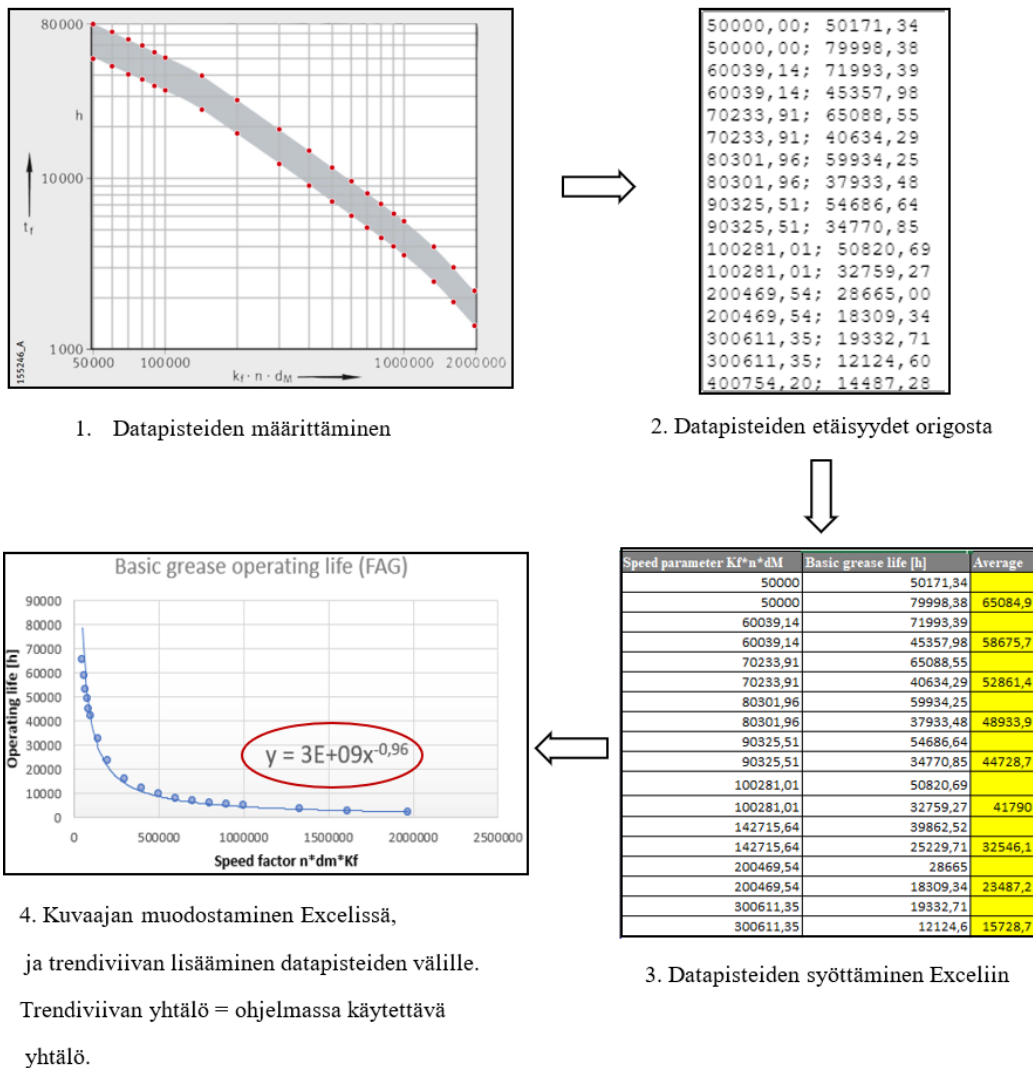 80000
h
10000
t_f
1000
155246_A
50000 100000 1000000 2000000
k_f · n · d_M
1. Datapisteiden määrittäminen
50000,00; 50171,34
50000,00; 79998,38
60039,14; 71993,39
60039,14; 45357,98
70233,91; 65088,55
70233,91; 40634,29
80301,96; 59934,25
80301,96; 37933,48
90325,51; 54686,64
90325,51; 34770,85
100281,01; 50820,69
100281,01; 32759,27
200469,54; 28665,00
200469,54; 18309,34
300611,35; 19332,71
300611,35; 12124,60
400754,20; 14487,28
2. Datapisteiden etäisyydet origosta
Speed parameter Kf*n*dM Basic grease life [h] Average
50000 50171,34
50000 79998,38 65084,9
60039,14 71993,39
60039,14 45357,98 58675,7
70233,91 65088,55
70233,91 40634,29 52861,4
80301,96 59934,25
80301,96 37933,48 48933,9
90325,51 54686,64
90325,51 34770,85 44728,7
100281,01 50820,69
100281,01 32759,27 41790
142715,64 39862,52
142715,64 25229,71 32546,1
200469,54 28665
200469,54 18309,34 23487,2
300611,35 19332,71
300611,35 12124,6 15728,7
3. Datapisteiden syöttäminen Exceliin
Basic grease operating life (FAG)
Operating life [h]
90000
80000
70000
60000
50000
40000
30000
20000
10000
0
y = 3E+09x^-0,96
0 500000 1000000 1500000 2000000 2500000
Speed factor n*dm*Kf
4. Kuvaajan muodostaminen Excelissä,
ja trendiviivan lisääminen datapisteiden välille.
Trendiviivan yhtälö = ohjelmassa käytettävä
yhtälö.